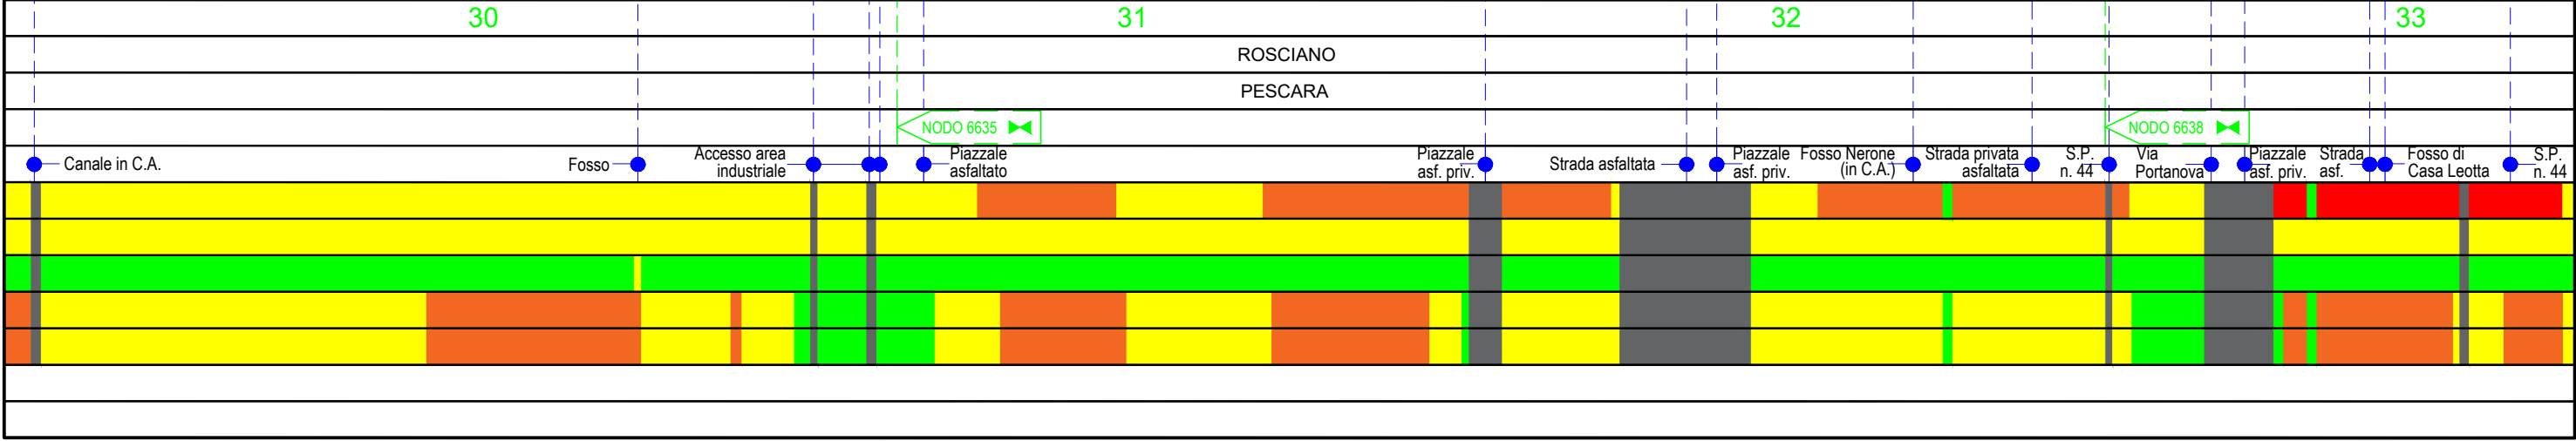 30 31 32 33
ROSCIANO
PESCARA
NODO 6635 NODO 6638
Canale in C.A.
Fosso
Accesso area
industriale
Piazzale
asfaltato
Piazzale
asf. priv.
Strada asfaltata
Piazzale
asf. priv.
Fosso Nerone
(in C.A.)
Strada privata
asfaltata
S.P.
n. 44
Via
Portanova
Piazzale
asf. priv.
Strada
asf.
Fosso di
Casa Leotta
S.P.
n. 44